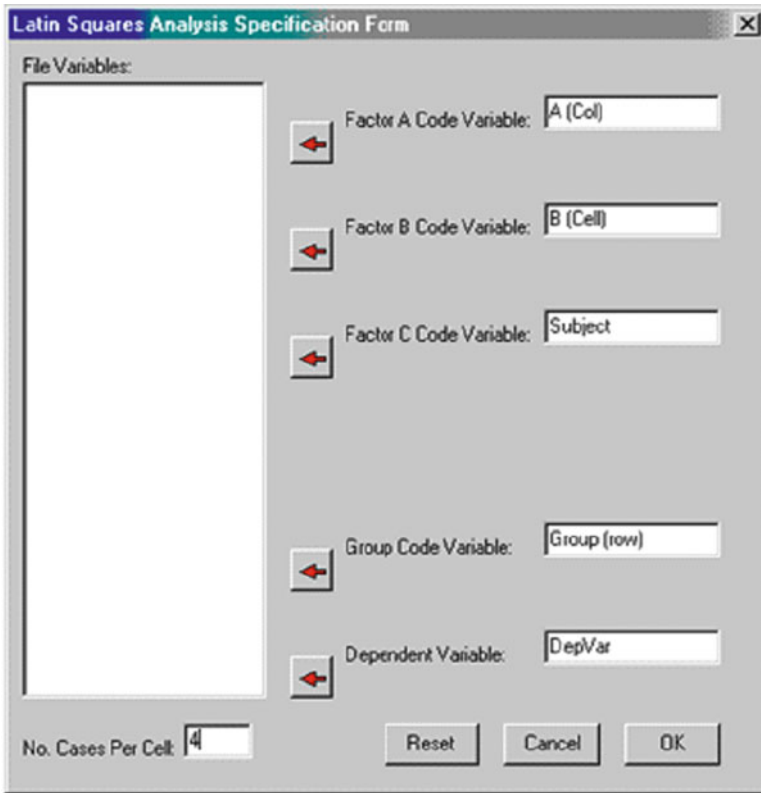 Latin Squares Analysis Specification Form
File Variables:
Factor A Code Variable: A (Col)
Factor B Code Variable: B (Cell)
Factor C Code Variable: Subject
Group Code Variable: Group (row)
Dependent Variable: DepVar
No. Cases Per Cell: 4
Reset Cancel OK